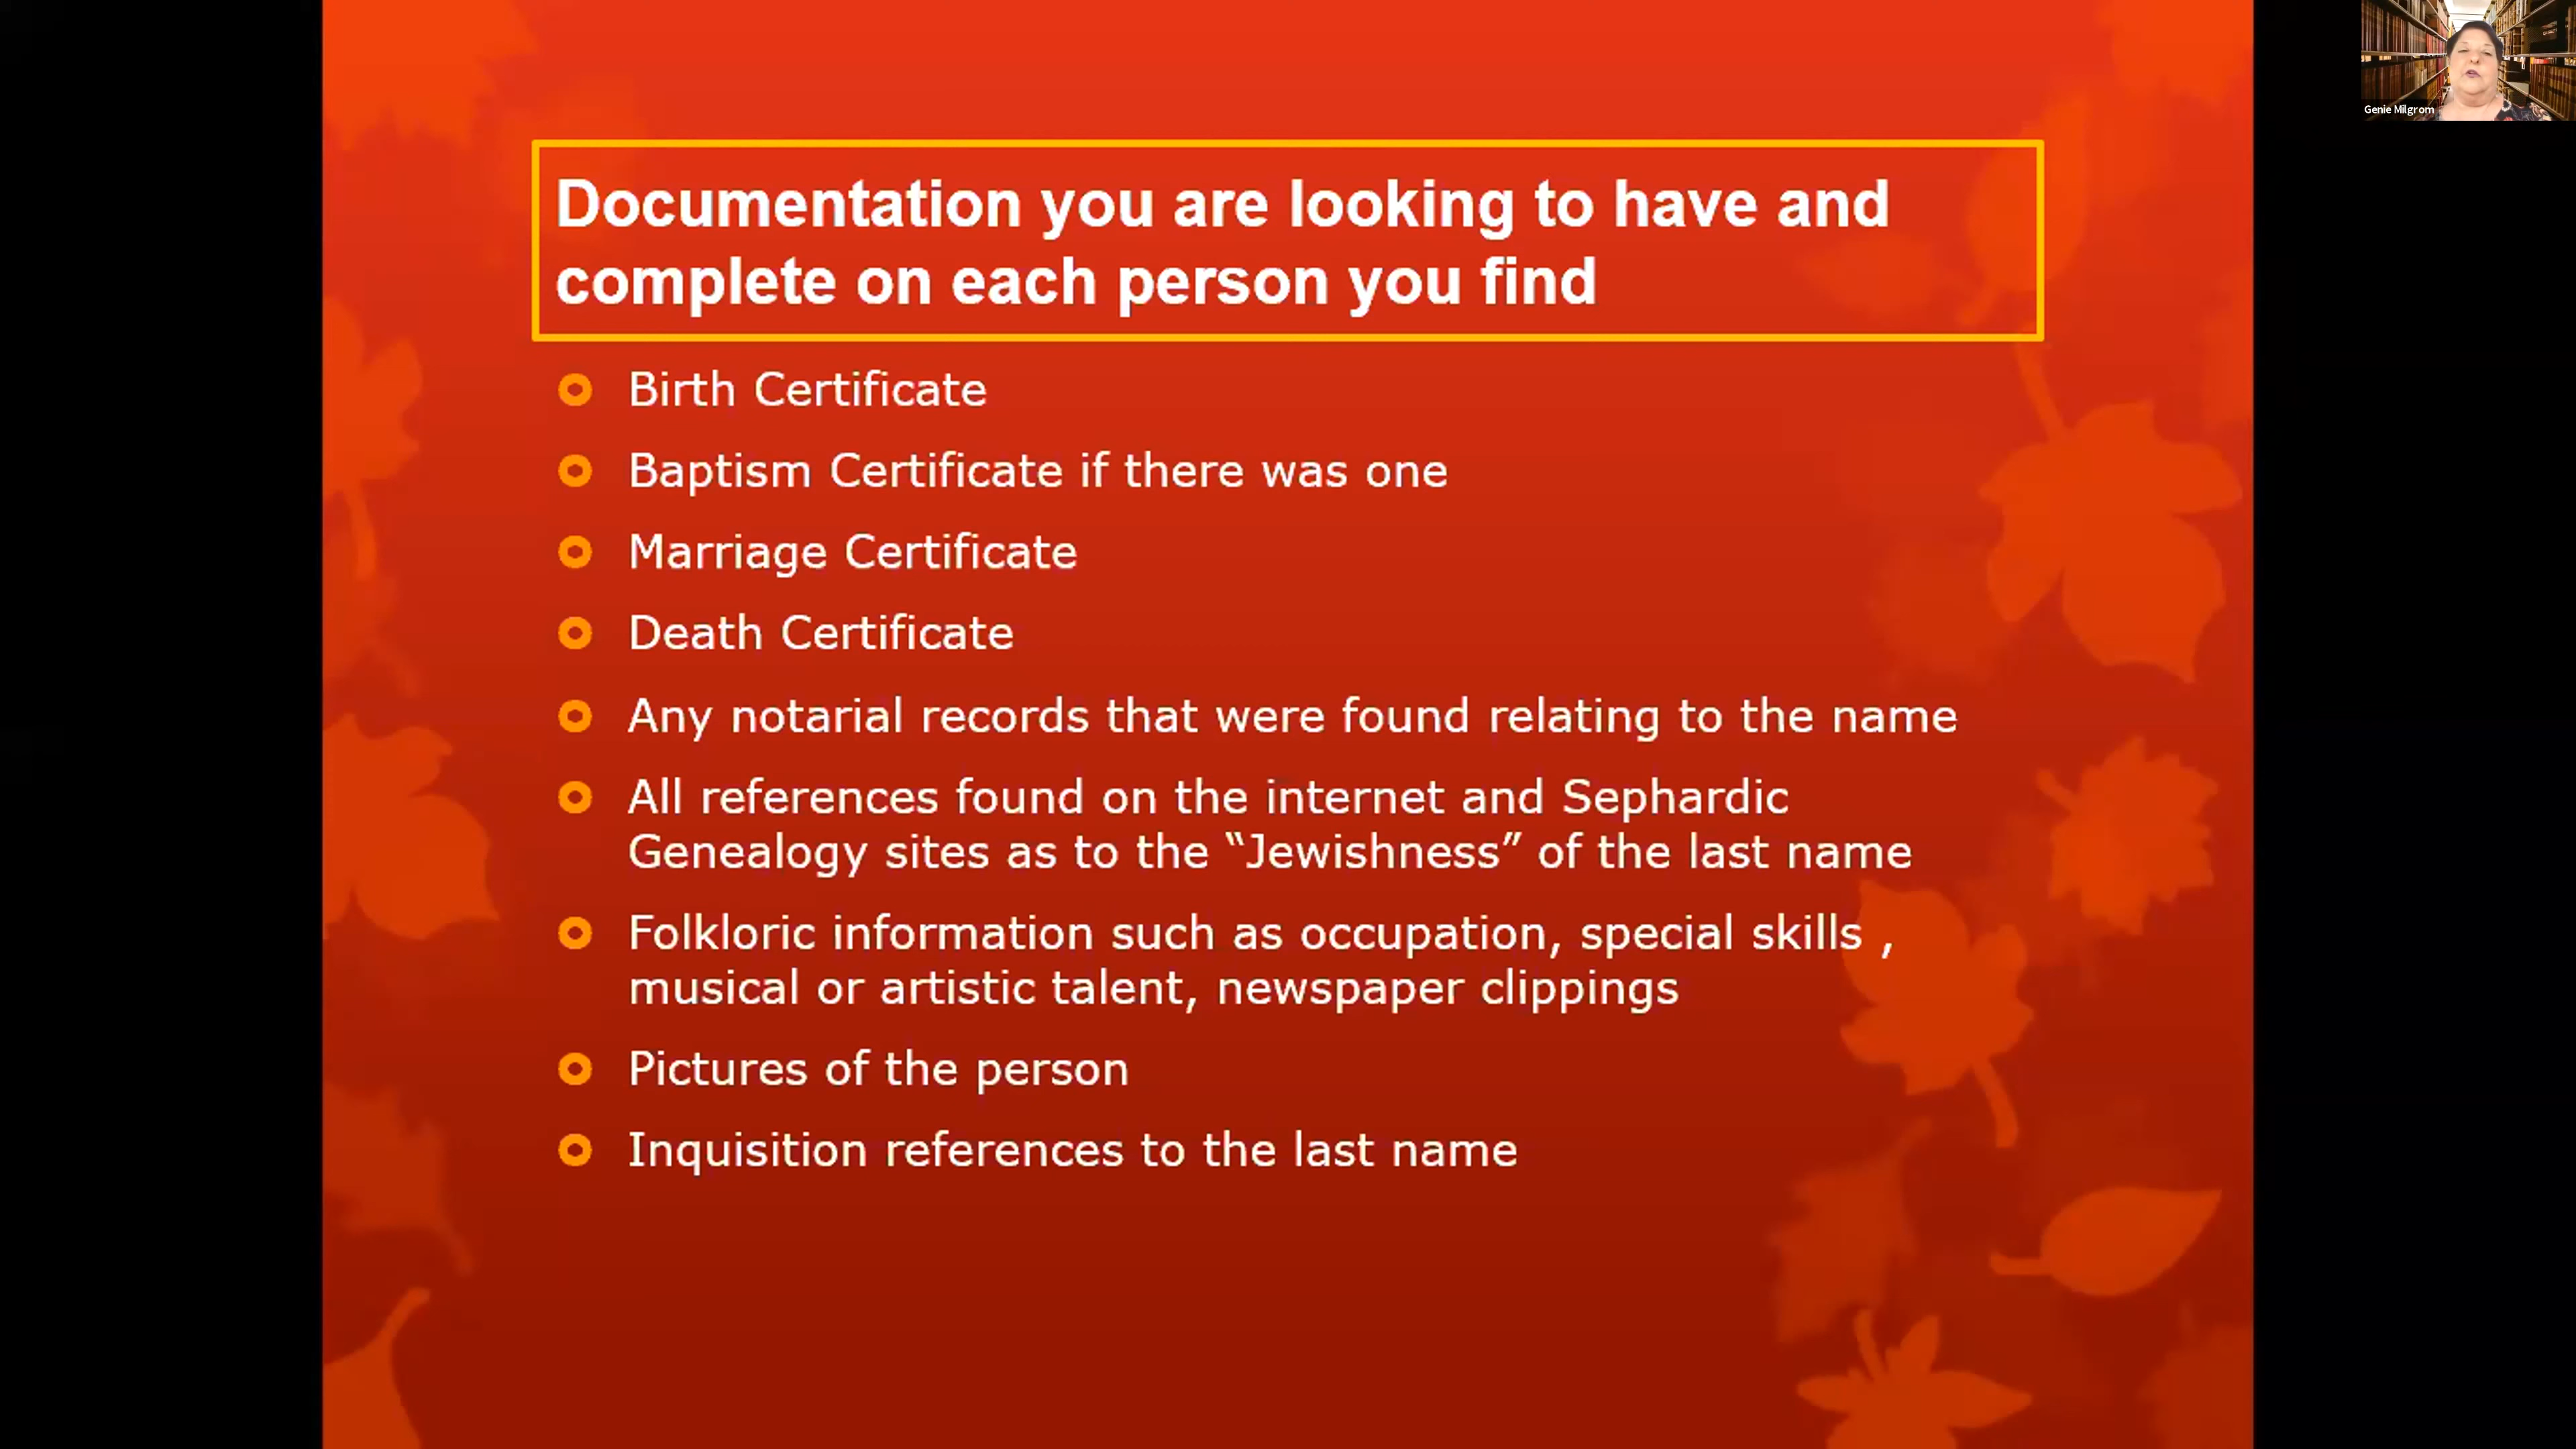 Genie Milgrom
Documentation you are looking to have and
complete on each person you find
Birth Certificate
Baptism Certificate if there was one
Marriage Certificate
Death Certificate
Any notarial records that were found relating to the name
All references found on the internet and Sephardic
Genealogy sites as to the “Jewishness” of the last name
Folkloric information such as occupation, special skills ,
musical or artistic talent, newspaper clippings
Pictures of the person
Inquisition references to the last name